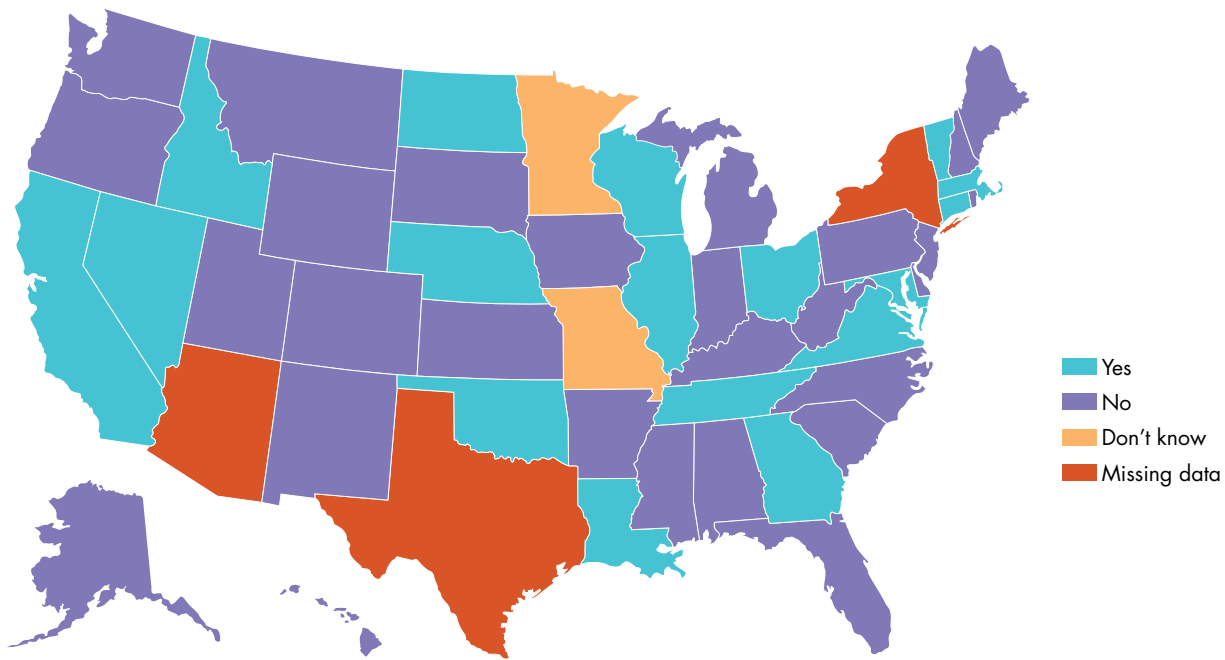 Yes
No
Don’t know
Missing data